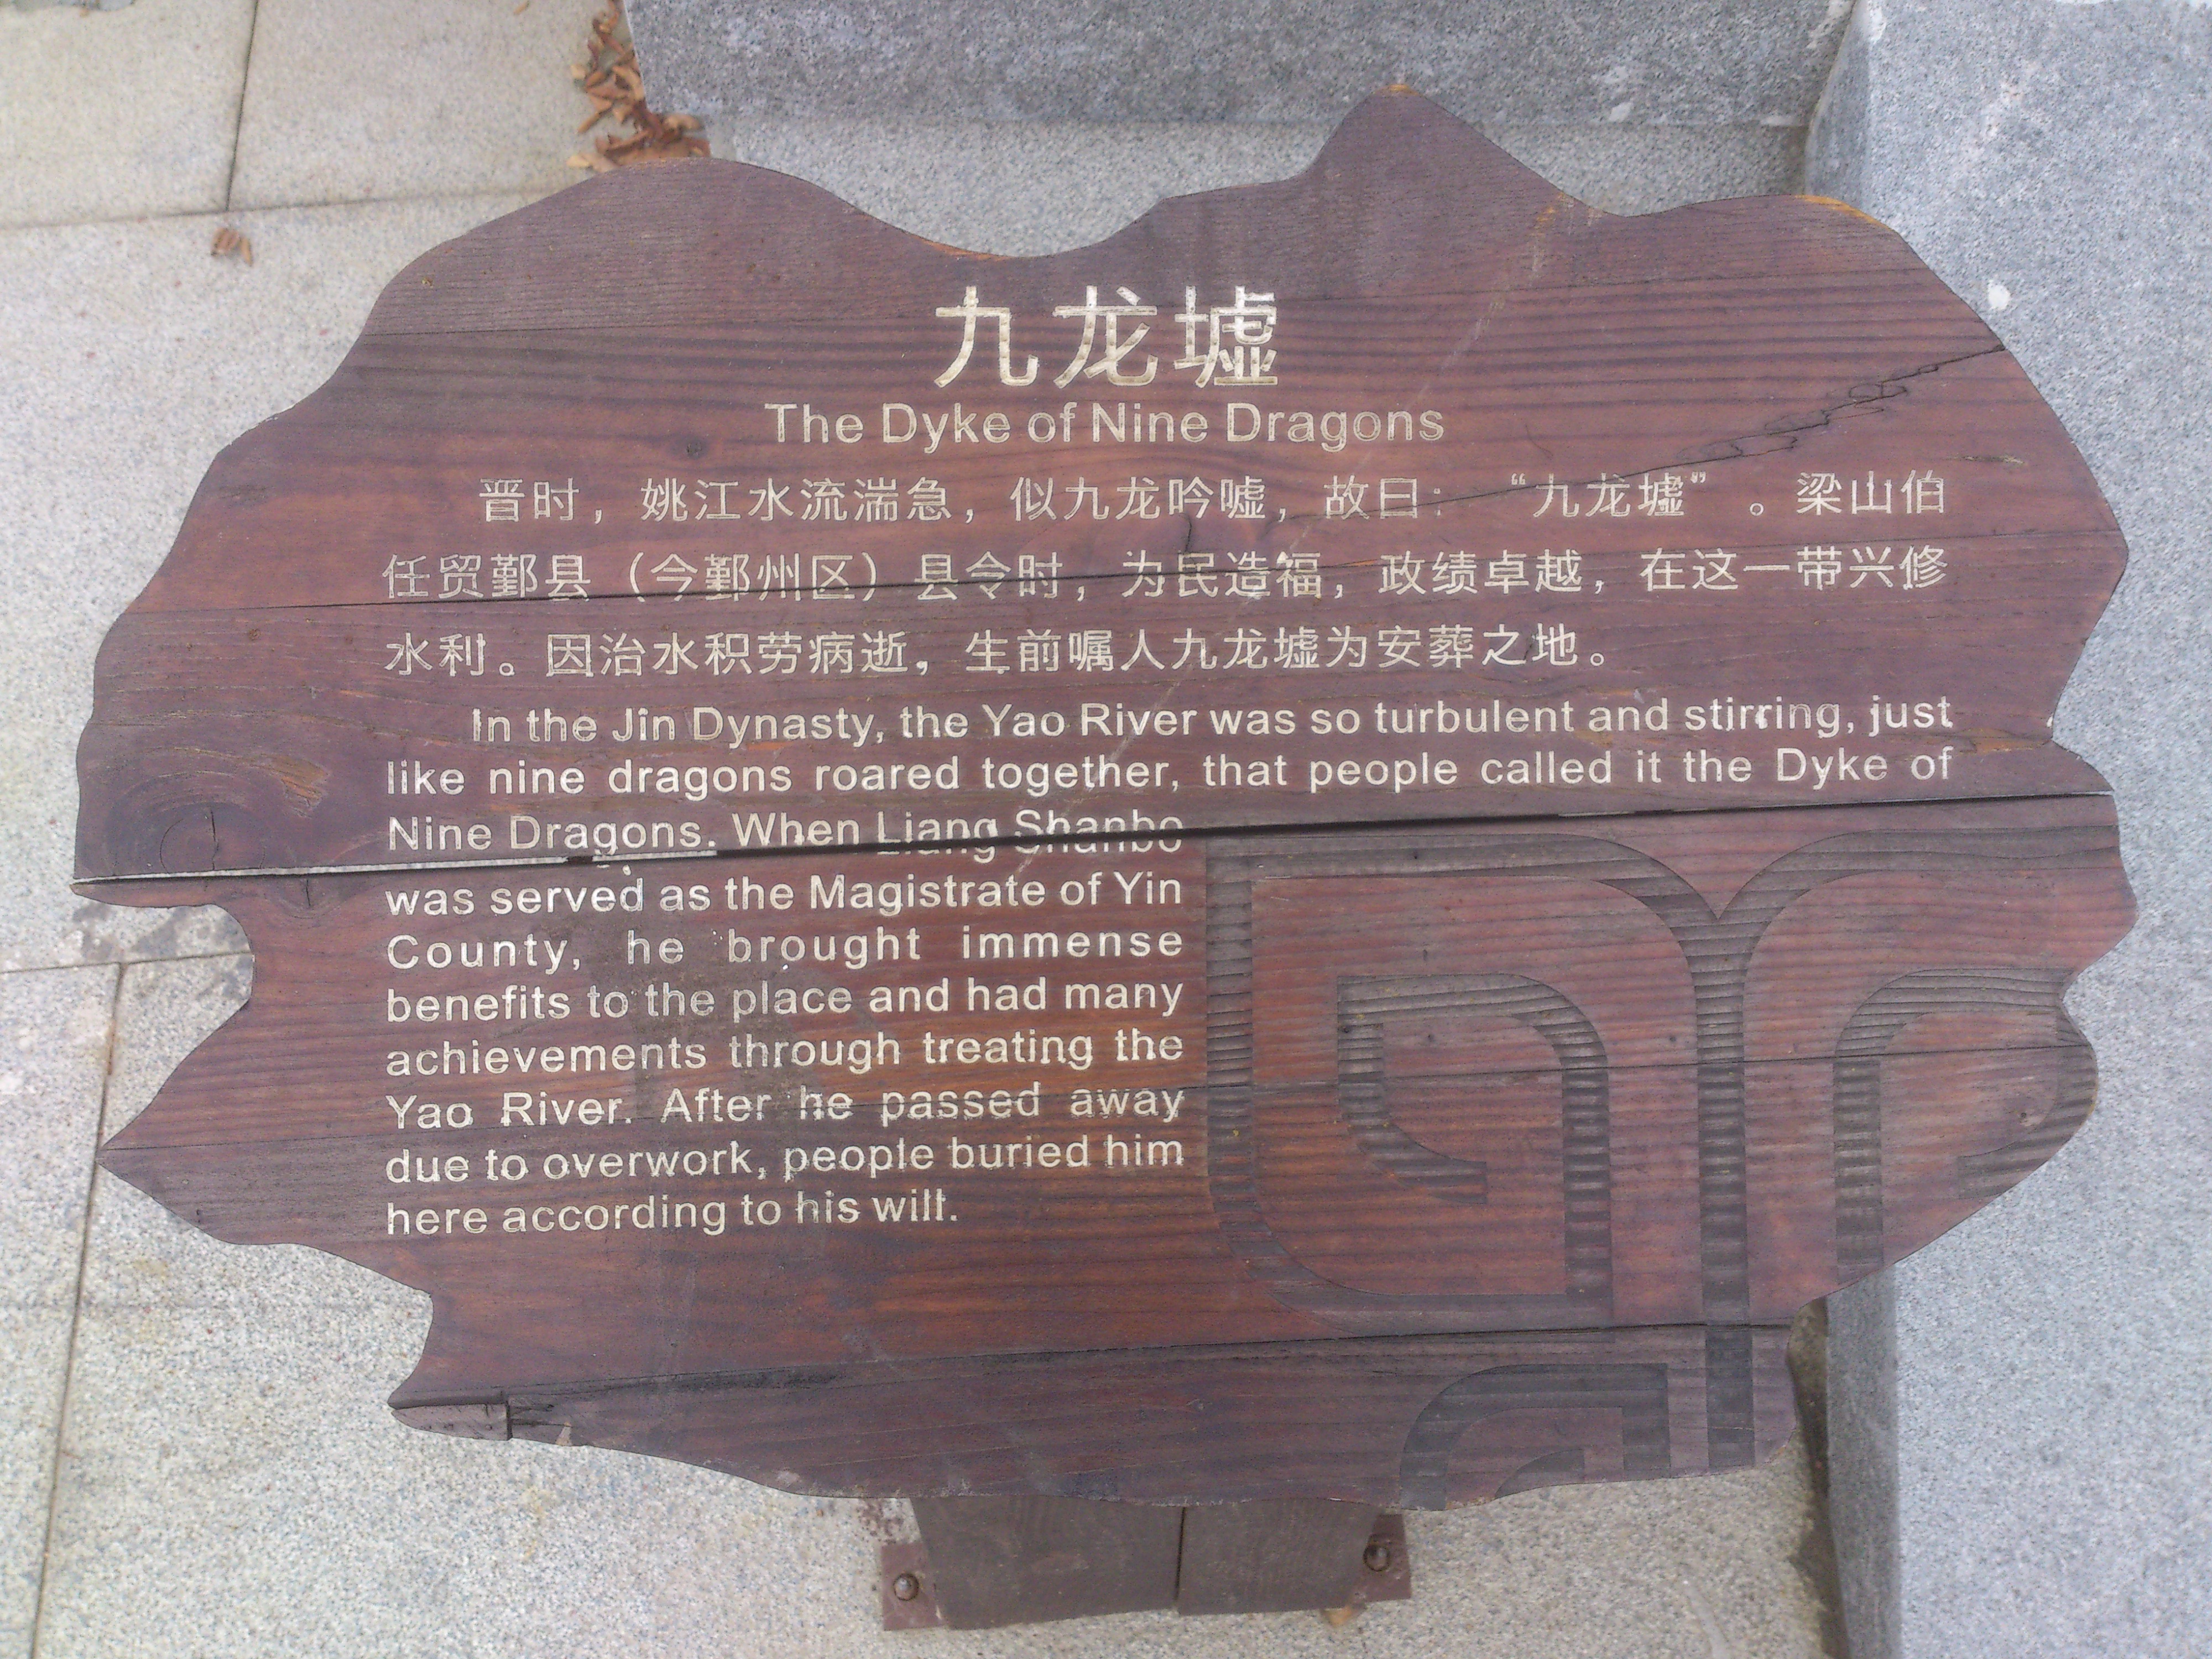 九龙墟
The Dyke of Nine Dragons
晋时，姚江水流湍急，似九龙吟嘘，故曰：“九龙墟”。梁山伯
任贸鄞县（今鄞州区）县令时，为民造福，政绩卓越，在这一带兴修
水利。因治水积劳病逝，生前嘱人九龙墟为安葬之地。
In the Jin Dynasty, the Yao River was so turbulent and stirring, just
like nine dragons roared together, that people called it the Dyke of
Nine Dragons. When Liang Shanbo
was served as the Magistrate of Yin
County, he brought immense
benefits to the place and had many
achievements through treating the
Yao River. After he passed away
due to overwork, people buried him
here according to his will.